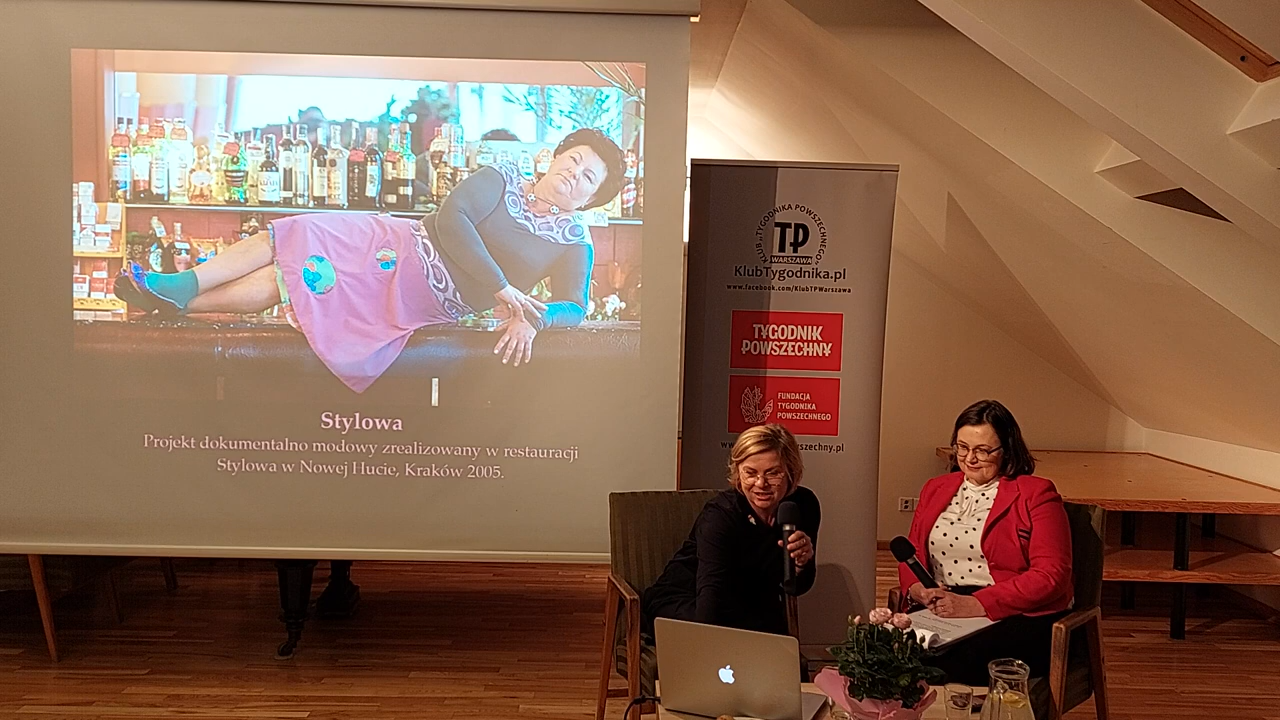 Stylowa
Projekt dokumentalno modowy zrealizowany w restauracji
Stylowa w Nowej Hucie, Kraków 2005.
KLUB „TYGODNIKA POWSZECHNEGO”
TP
WARSZAWA
KlubTygodnika.pl
www.facebook.com/KlubTPWarszawa
TYGODNIK
POWSZECHNY
FUNDACJA
TYGODNIKA
POWSZECHNEGO